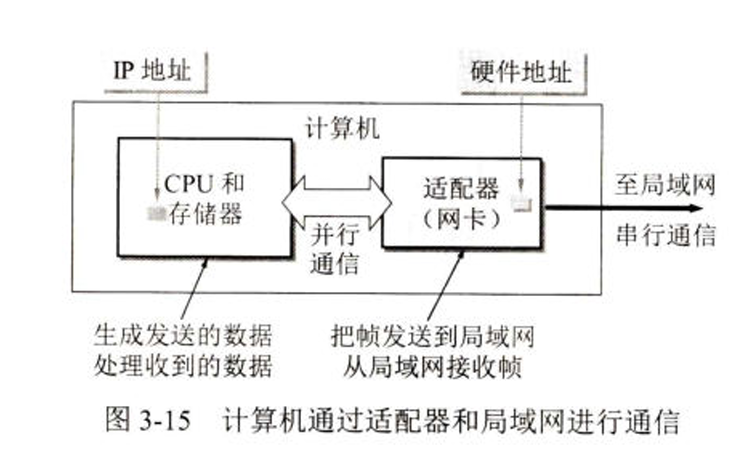 IP 地址
硬件地址
计算机
CPU 和
存储器
并行
通信
适配器
（网卡）
至局域网
串行通信
生成发送的数据
处理收到的数据
把帧发送到局域网
从局域网接收帧
图 3-15 计算机通过适配器和局域网进行通信